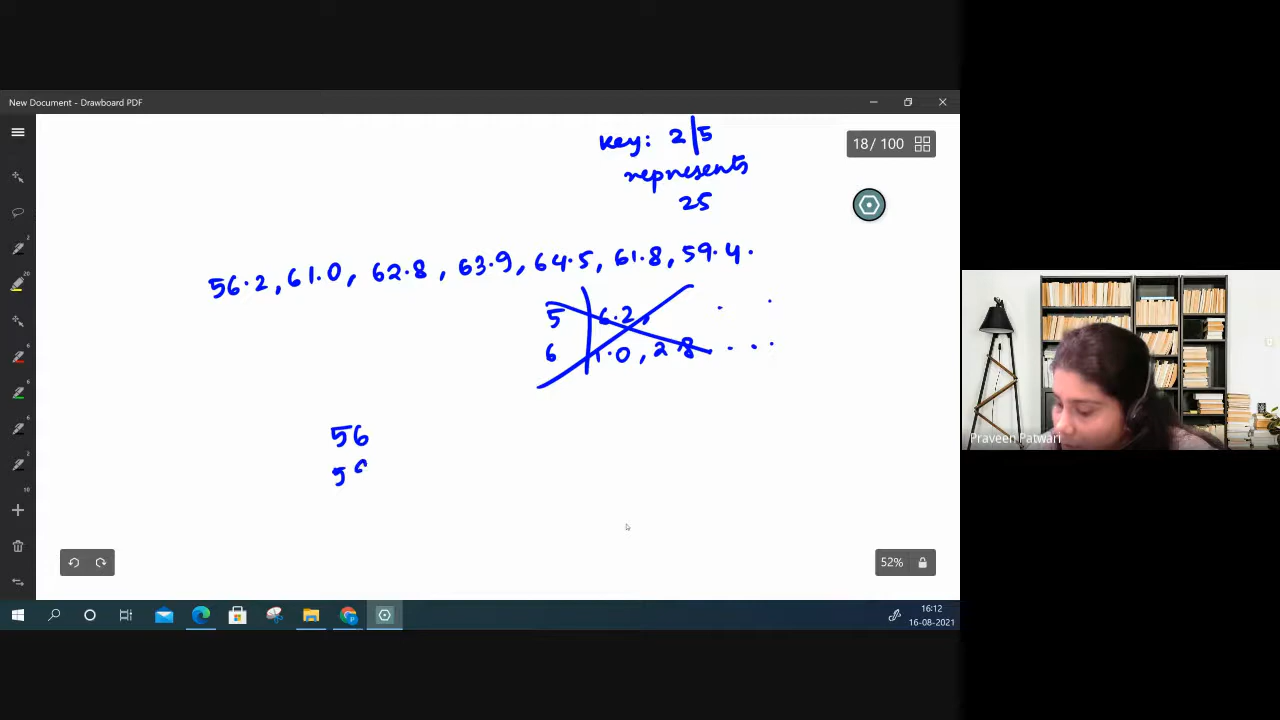 New Document - Drawboard PDF
key: 2|5
represents
25
18 / 100
56.2, 61.0, 62.8, 63.9, 64.5, 61.8, 59.4.
5 | 6.2,
6 | 1.0, 2.8 . . .
56
Praveen Patwari
52%
16:12
16-08-2021